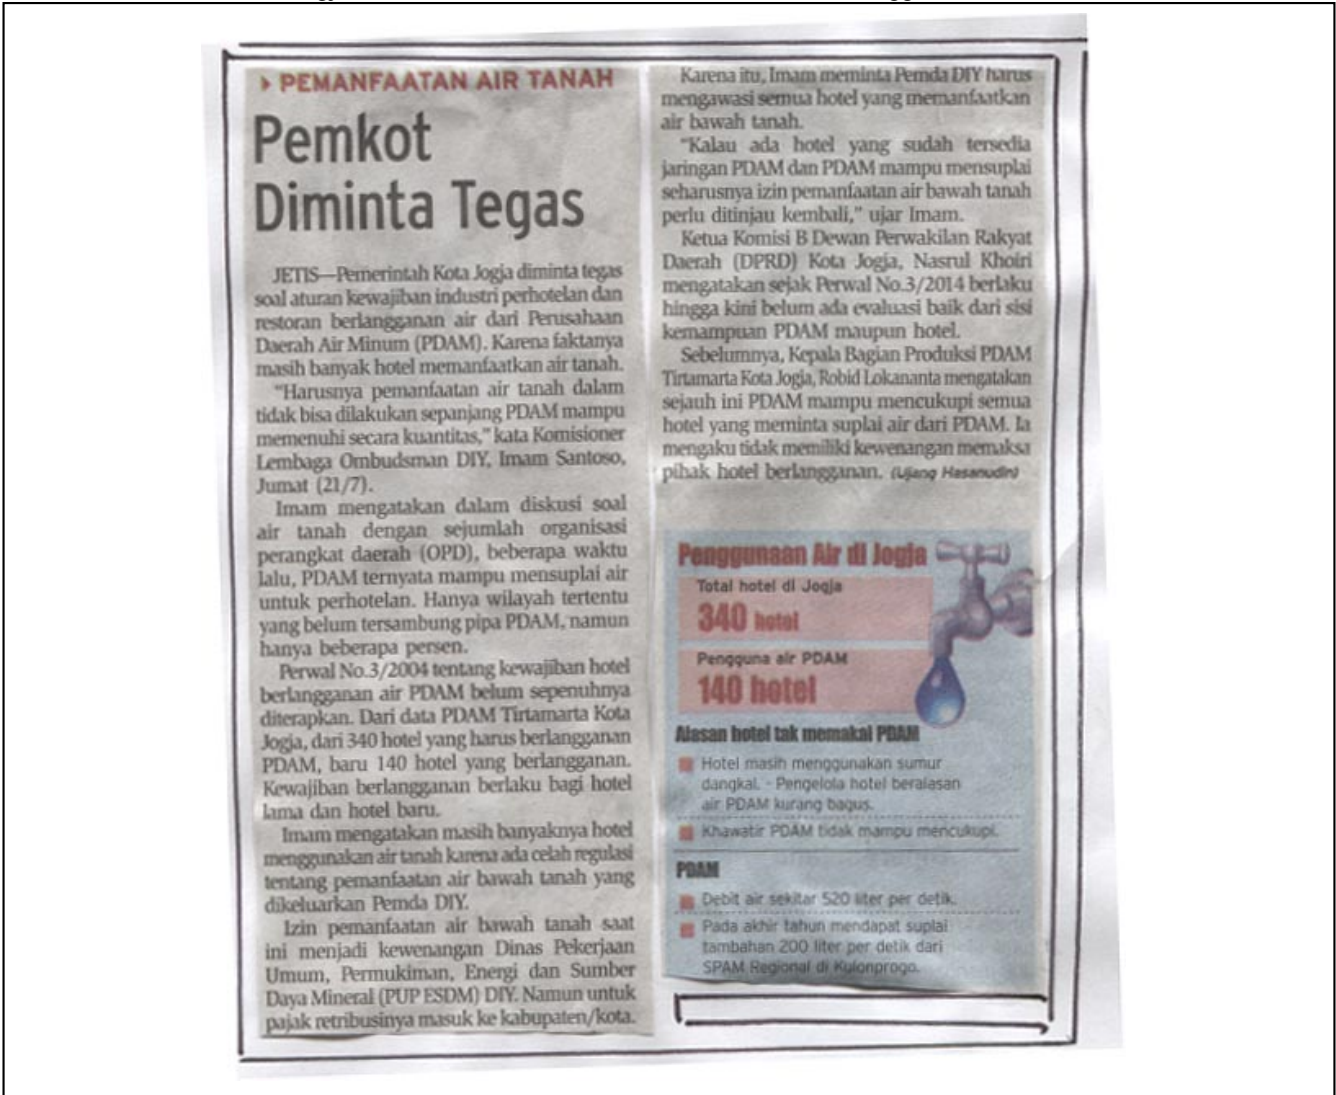 PEMANFAATAN AIR TANAH
Pemkot
Diminta Tegas
JETIS—Pemerintah Kota Jogja diminta tegas
soal aturan kewajiban industri perhotelan dan
restoran berlangganan air dari Perusahaan
Daerah Air Minum (PDAM). Karena faktanya
masih banyak hotel memanfaatkan air tanah.
"Harusnya pemanfaatan air tanah dalam
tidak bisa dilakukan sepanjang PDAM mampu
memenuhi secara kuantitas," kata Komisioner
Lembaga Ombudsman DIY, Imam Santoso,
Jumat (21/7).
Imam mengatakan dalam diskusi soal
air tanah dengan sejumlah organisasi
perangkat daerah (OPD), beberapa waktu
lalu, PDAM ternyata mampu mensuplai air
untuk perhotelan. Hanya wilayah tertentu
yang belum tersambung pipa PDAM, namun
hanya beberapa persen.
Perwal No.3/2004 tentang kewajiban hotel
berlangganan air PDAM belum sepenuhnya
diterapkan. Dari data PDAM Tirtamarta Kota
Jogja, dari 340 hotel yang harus berlangganan
PDAM, baru 140 hotel yang berlangganan.
Kewajiban berlangganan berlaku bagi hotel
lama dan hotel baru.
Imam mengatakan masih banyaknya hotel
menggunakan air tanah karena ada celah regulasi
tentang pemanfaatan air bawah tanah yang
dikeluarkan Pemda DIY.
Izin pemanfaatan air bawah tanah saat
ini menjadi kewenangan Dinas Pekerjaan
Umum, Permukiman, Energi dan Sumber
Daya Mineral (PUP ESDM) DIY. Namun untuk
pajak retribusinya masuk ke kabupaten/kota.
Karena itu, Imam meminta Pemda DIY harus
mengawasi semua hotel yang memanfaatkan
air bawah tanah.
"Kalau ada hotel yang sudah tersedia
jaringan PDAM dan PDAM mampu mensuplai
seharusnya izin pemanfaatan air bawah tanah
perlu ditinjau kembali," ujar Imam.
Ketua Komisi B Dewan Perwakilan Rakyat
Daerah (DPRD) Kota Jogja, Nasrul Khoiri
mengatakan sejak Perwal No.3/2014 berlaku
hingga kini belum ada evaluasi baik dari sisi
kemampuan PDAM maupun hotel.
Sebelumnya, Kepala Bagian Produksi PDAM
Tirtamarta Kota Jogja, Robid Lokananta mengatakan
sejauh ini PDAM mampu mencukupi semua
hotel yang meminta suplai air dari PDAM. Ia
mengaku tidak memiliki kewenangan memaksa
pihak hotel berlangganan. (Ujang Hasanudin)
Penggunaan Air di Jogja
Total hotel di Jogja
340 hotel
Pengguna air PDAM
140 hotel
Alasan hotel tak memakai PDAM
Hotel masih menggunakan sumur
dangkal. - Pengelola hotel beralasan
air PDAM kurang bagus.
Khawatir PDAM tidak mampu mencukupi.
PDAM
Debit air sekitar 520 liter per detik.
Pada akhir tahun mendapat suplai
tambahan 200 liter per detik dari
SPAM Regional di Kulonprogo.